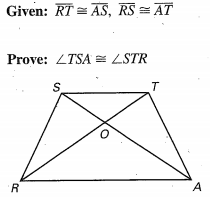 Given: RT ≅ AS, RS ≅ AT
Prove: ∠TSA ≅ ∠STR
S T
O
R A